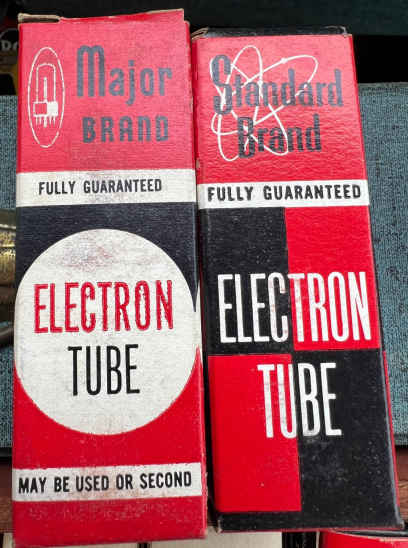 Major
BRAND
FULLY GUARANTEED
ELECTRON
TUBE
MAY BE USED OR SECOND
Standard
Brand
FULLY GUARANTEED
ELECTRON
TUBE